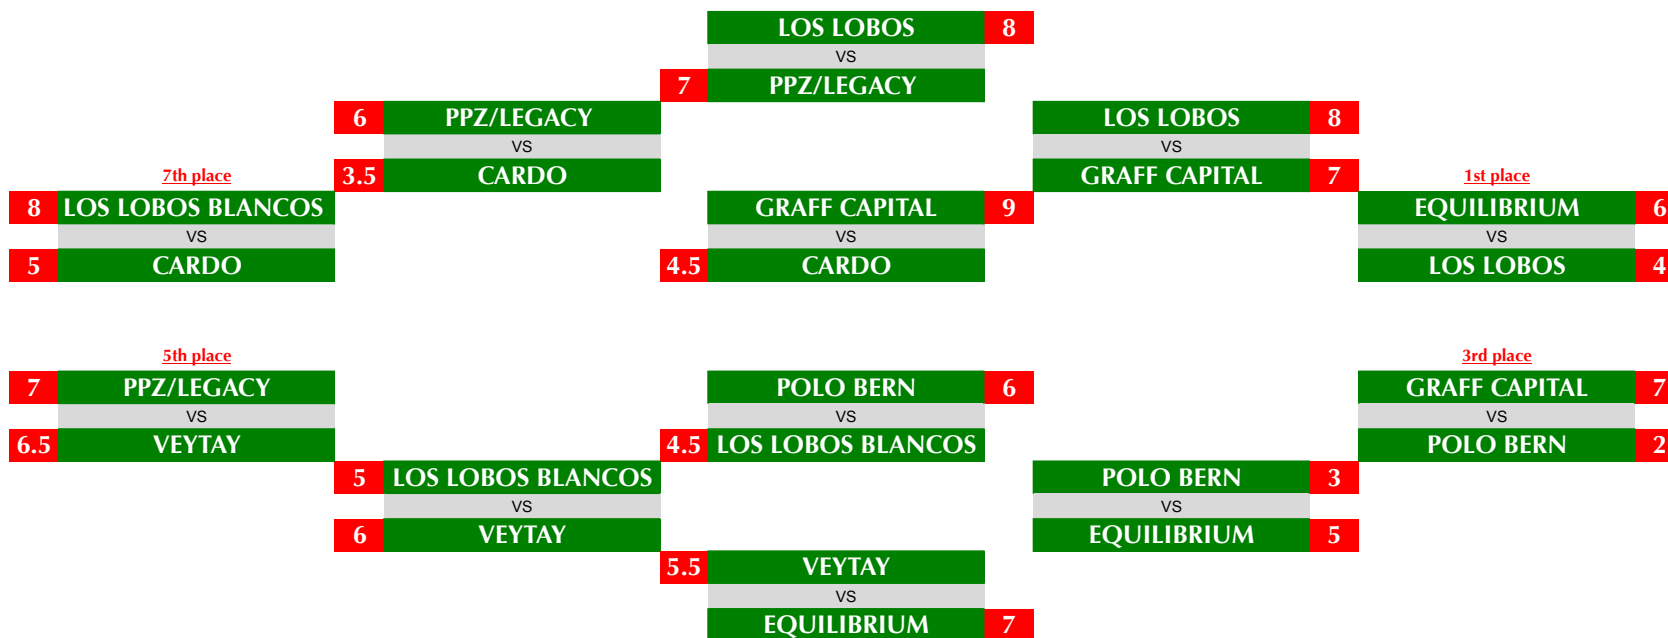 LOS LOBOS 8
VS
7 PPZ/LEGACY
6 PPZ/LEGACY
VS
3.5 CARDO
LOS LOBOS 8
VS
GRAFF CAPITAL 7
7th place
8 LOS LOBOS BLANCOS
VS
5 CARDO
GRAFF CAPITAL 9
VS
4.5 CARDO
1st place
EQUILIBRIUM 6
VS
LOS LOBOS 4
5th place
7 PPZ/LEGACY
VS
6.5 VEYTAY
POLO BERN 6
VS
4.5 LOS LOBOS BLANCOS
3rd place
GRAFF CAPITAL 7
VS
POLO BERN 2
5 LOS LOBOS BLANCOS
VS
6 VEYTAY
POLO BERN 3
VS
EQUILIBRIUM 5
5.5 VEYTAY
VS
EQUILIBRIUM 7